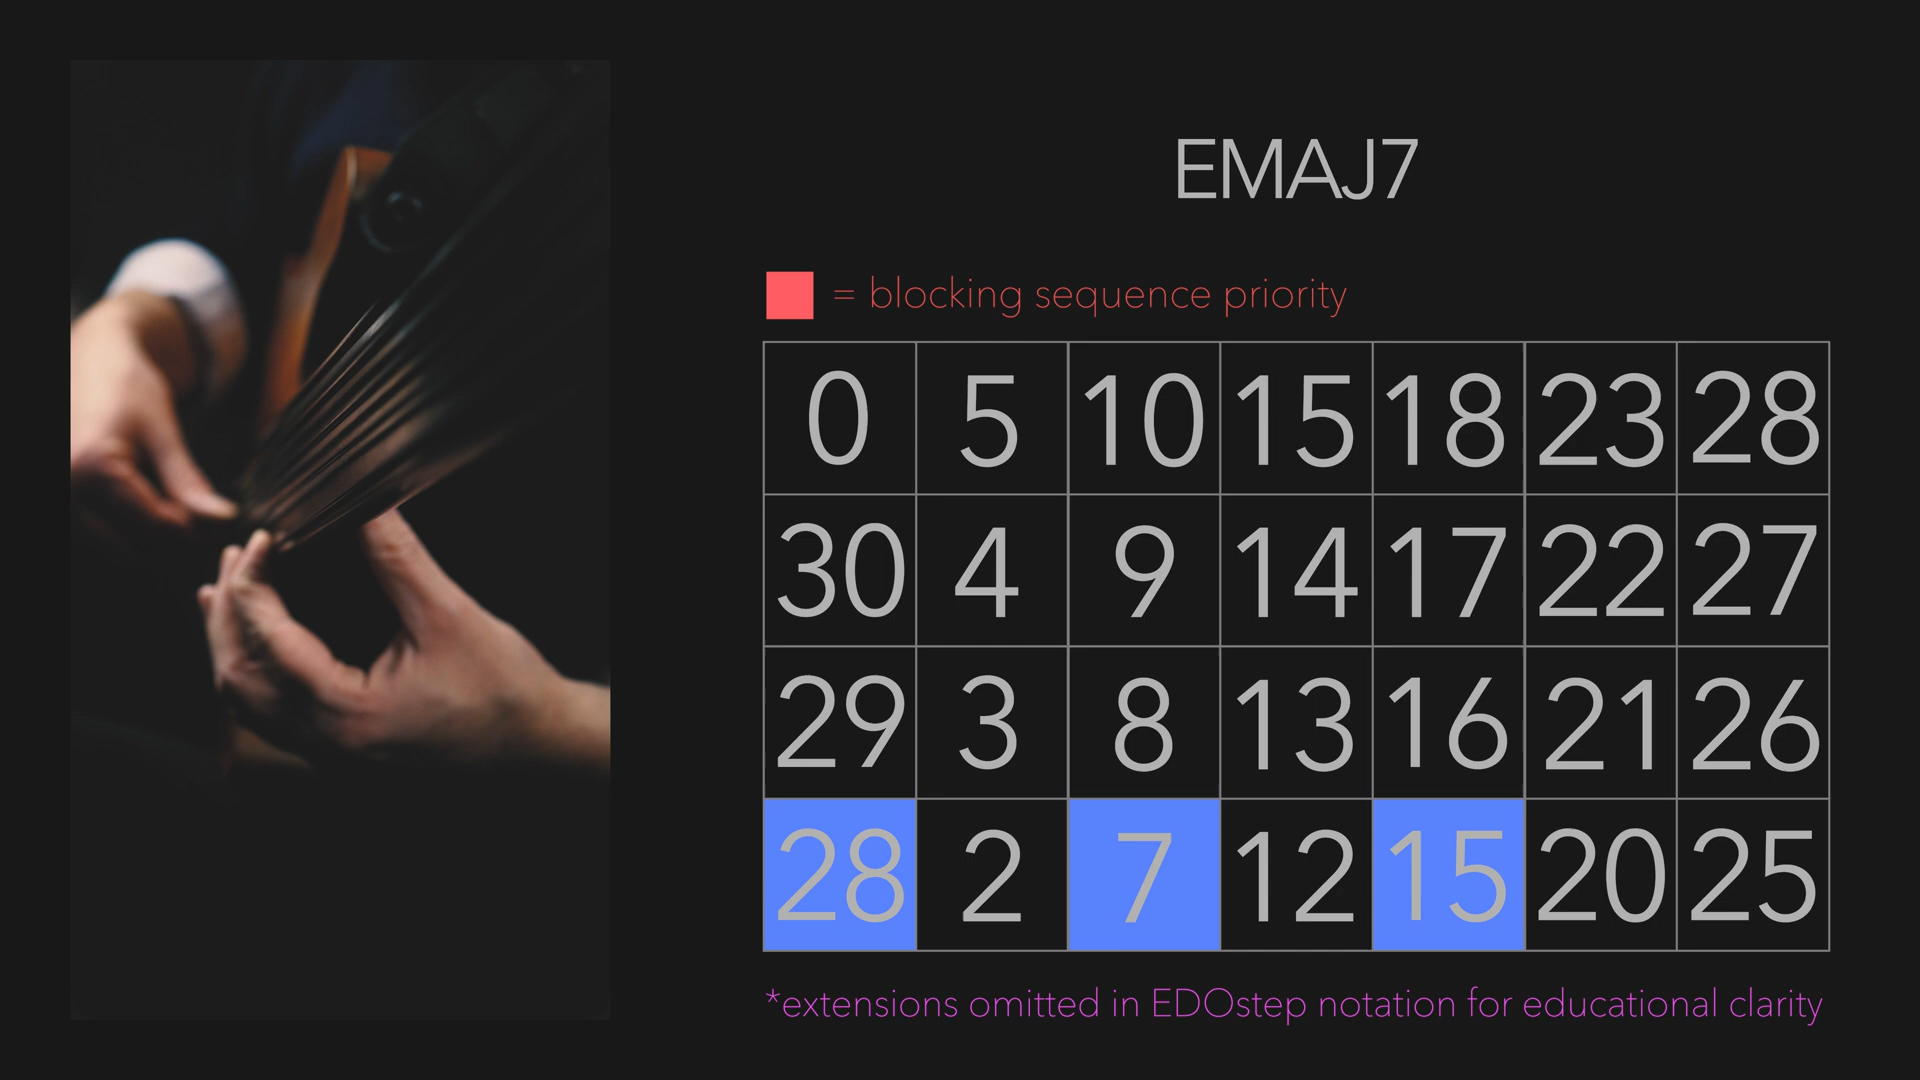 EMAJ7
= blocking sequence priority
0 5 10 15 18 23 28
30 4 9 14 17 22 27
29 3 8 13 16 21 26
28 2 7 12 15 20 25
*extensions omitted in EDOstep notation for educational clarity